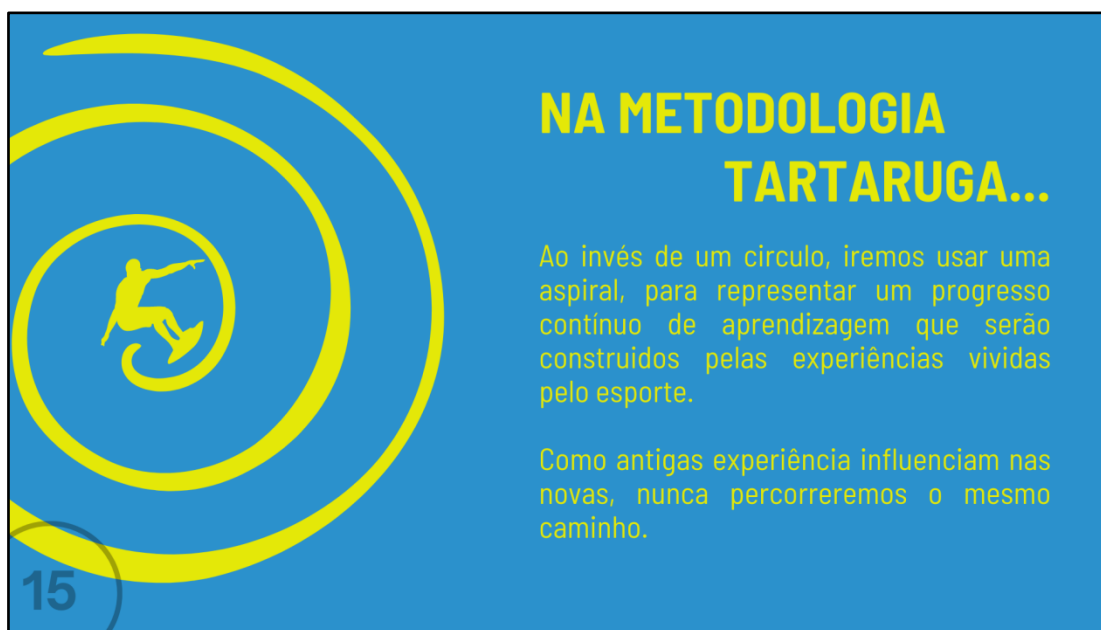 NA METODOLOGIA
TARTARUGA...
Ao invés de um circulo, iremos usar uma
aspiral, para representar um progresso
contínuo de aprendizagem que serão
construidos pelas experiências vividas
pelo esporte.
Como antigas experiência influenciam nas
novas, nunca percorreremos o mesmo
caminho.
15